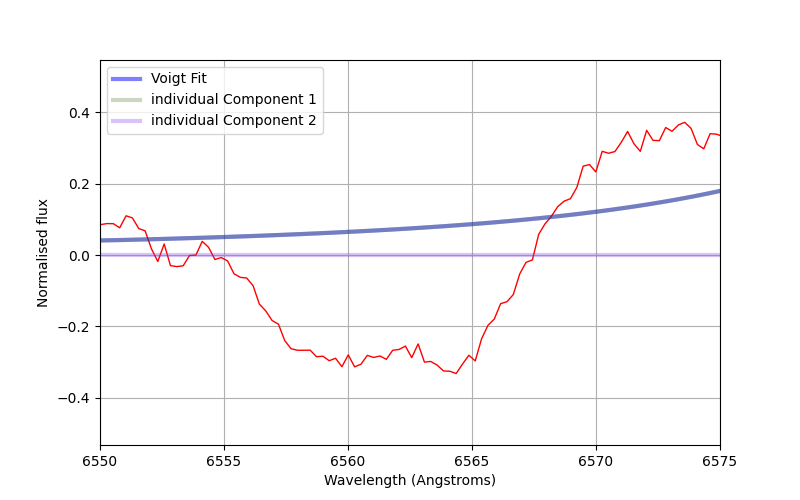 Voigt Fit
individual Component 1
individual Component 2
0.4
0.2
0.0
−0.2
−0.4
Normalised flux
6550 6555 6560 6565 6570 6575
Wavelength (Angstroms)